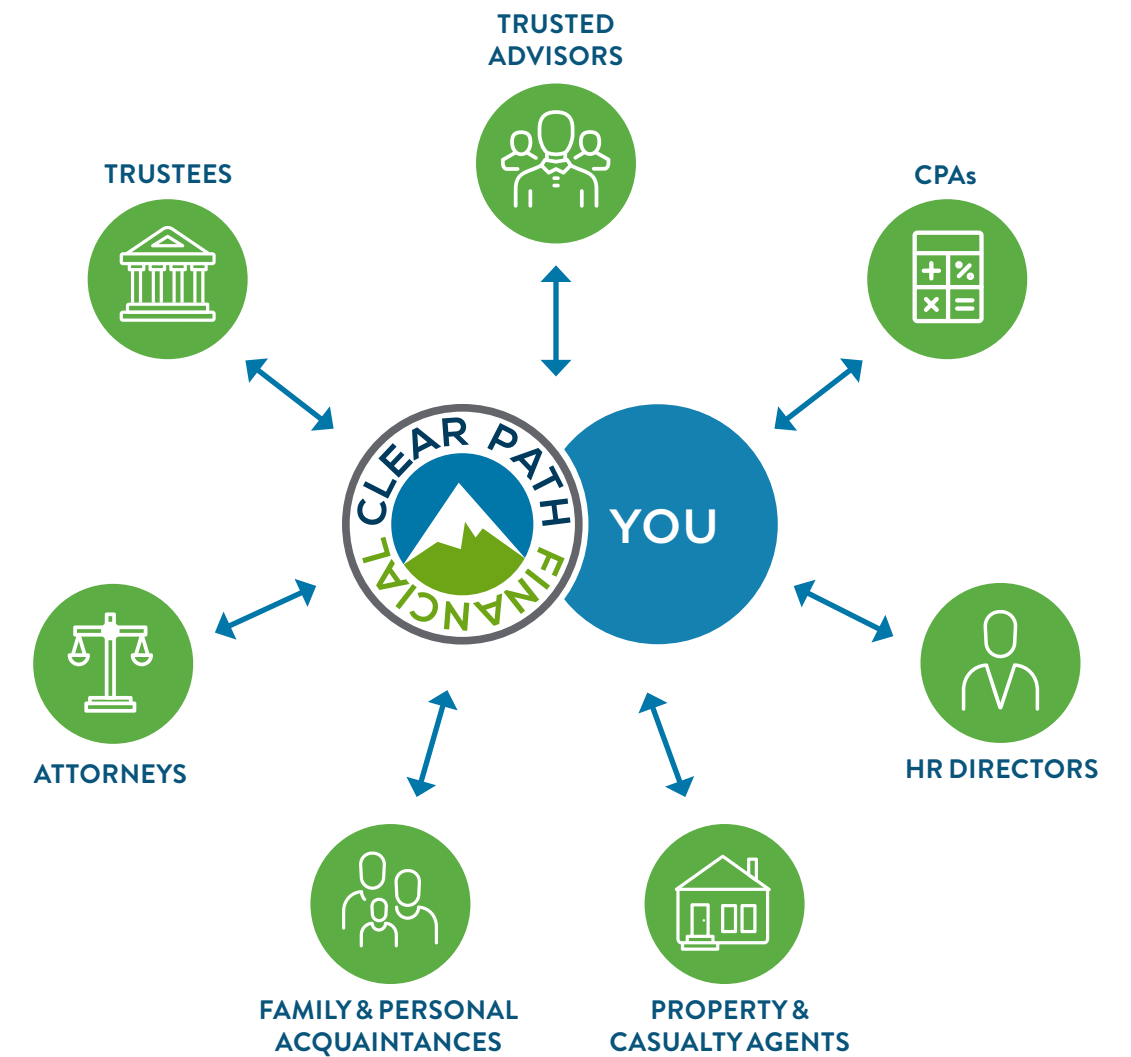 TRUSTED
ADVISORS
TRUSTEES
CPAs
CLEAR PATH
FINANCIAL
YOU
ATTORNEYS
HR DIRECTORS
FAMILY & PERSONAL
ACQUAINTANCES
PROPERTY &
CASUALTY AGENTS